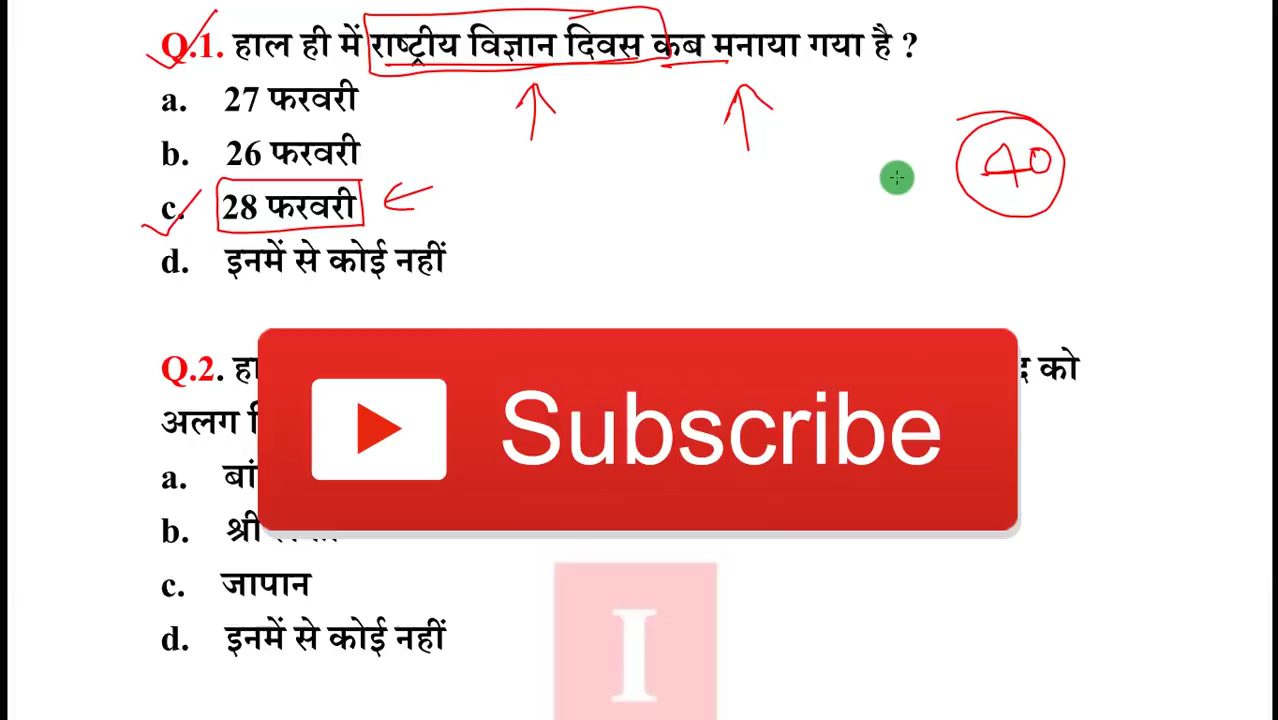 Q.1. हाल ही में राष्ट्रीय विज्ञान दिवस कब मनाया गया है ?
a. 27 फरवरी
40
b. 26 फरवरी
c. 28 फरवरी
d. इनमें से कोई नहीं
Q.2. को
अलग
Subscribe
a.
b. श्री
c. जापान
d. इनमें से कोई नहीं
I